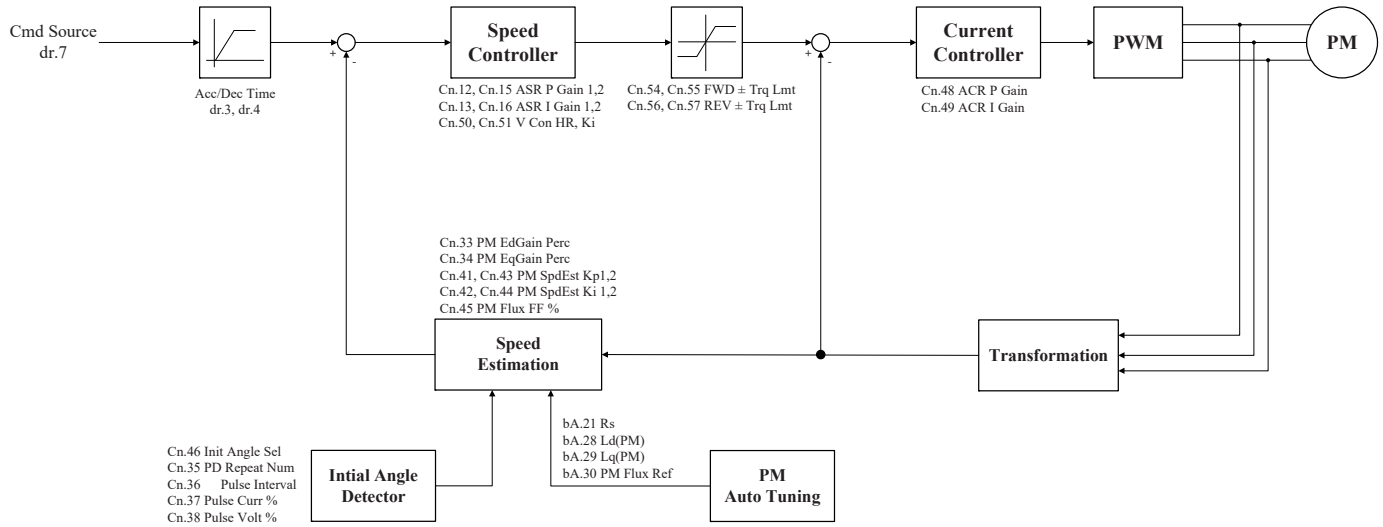 Cmd Source
dr.7
Acc/Dec Time
dr.3, dr.4
+
-
Speed
Controller
Cn.12, Cn.15 ASR P Gain 1,2
Cn.13, Cn.16 ASR I Gain 1,2
Cn.50, Cn.51 V Con HR, Ki
Cn.54, Cn.55 FWD ± Trq Lmt
Cn.56, Cn.57 REV ± Trq Lmt
+
-
Current
Controller
Cn.48 ACR P Gain
Cn.49 ACR I Gain
PWM
PM
Cn.33 PM EdGain Perc
Cn.34 PM EqGain Perc
Cn.41, Cn.43 PM SpdEst Kp1,2
Cn.42, Cn.44 PM SpdEst Ki 1,2
Cn.45 PM Flux FF %
Speed
Estimation
Transformation
Cn.46 Init Angle Sel
Cn.35 PD Repeat Num
Cn.36 Pulse Interval
Cn.37 Pulse Curr %
Cn.38 Pulse Volt %
Intial Angle
Detector
bA.21 Rs
bA.28 Ld(PM)
bA.29 Lq(PM)
bA.30 PM Flux Ref
PM
Auto Tuning